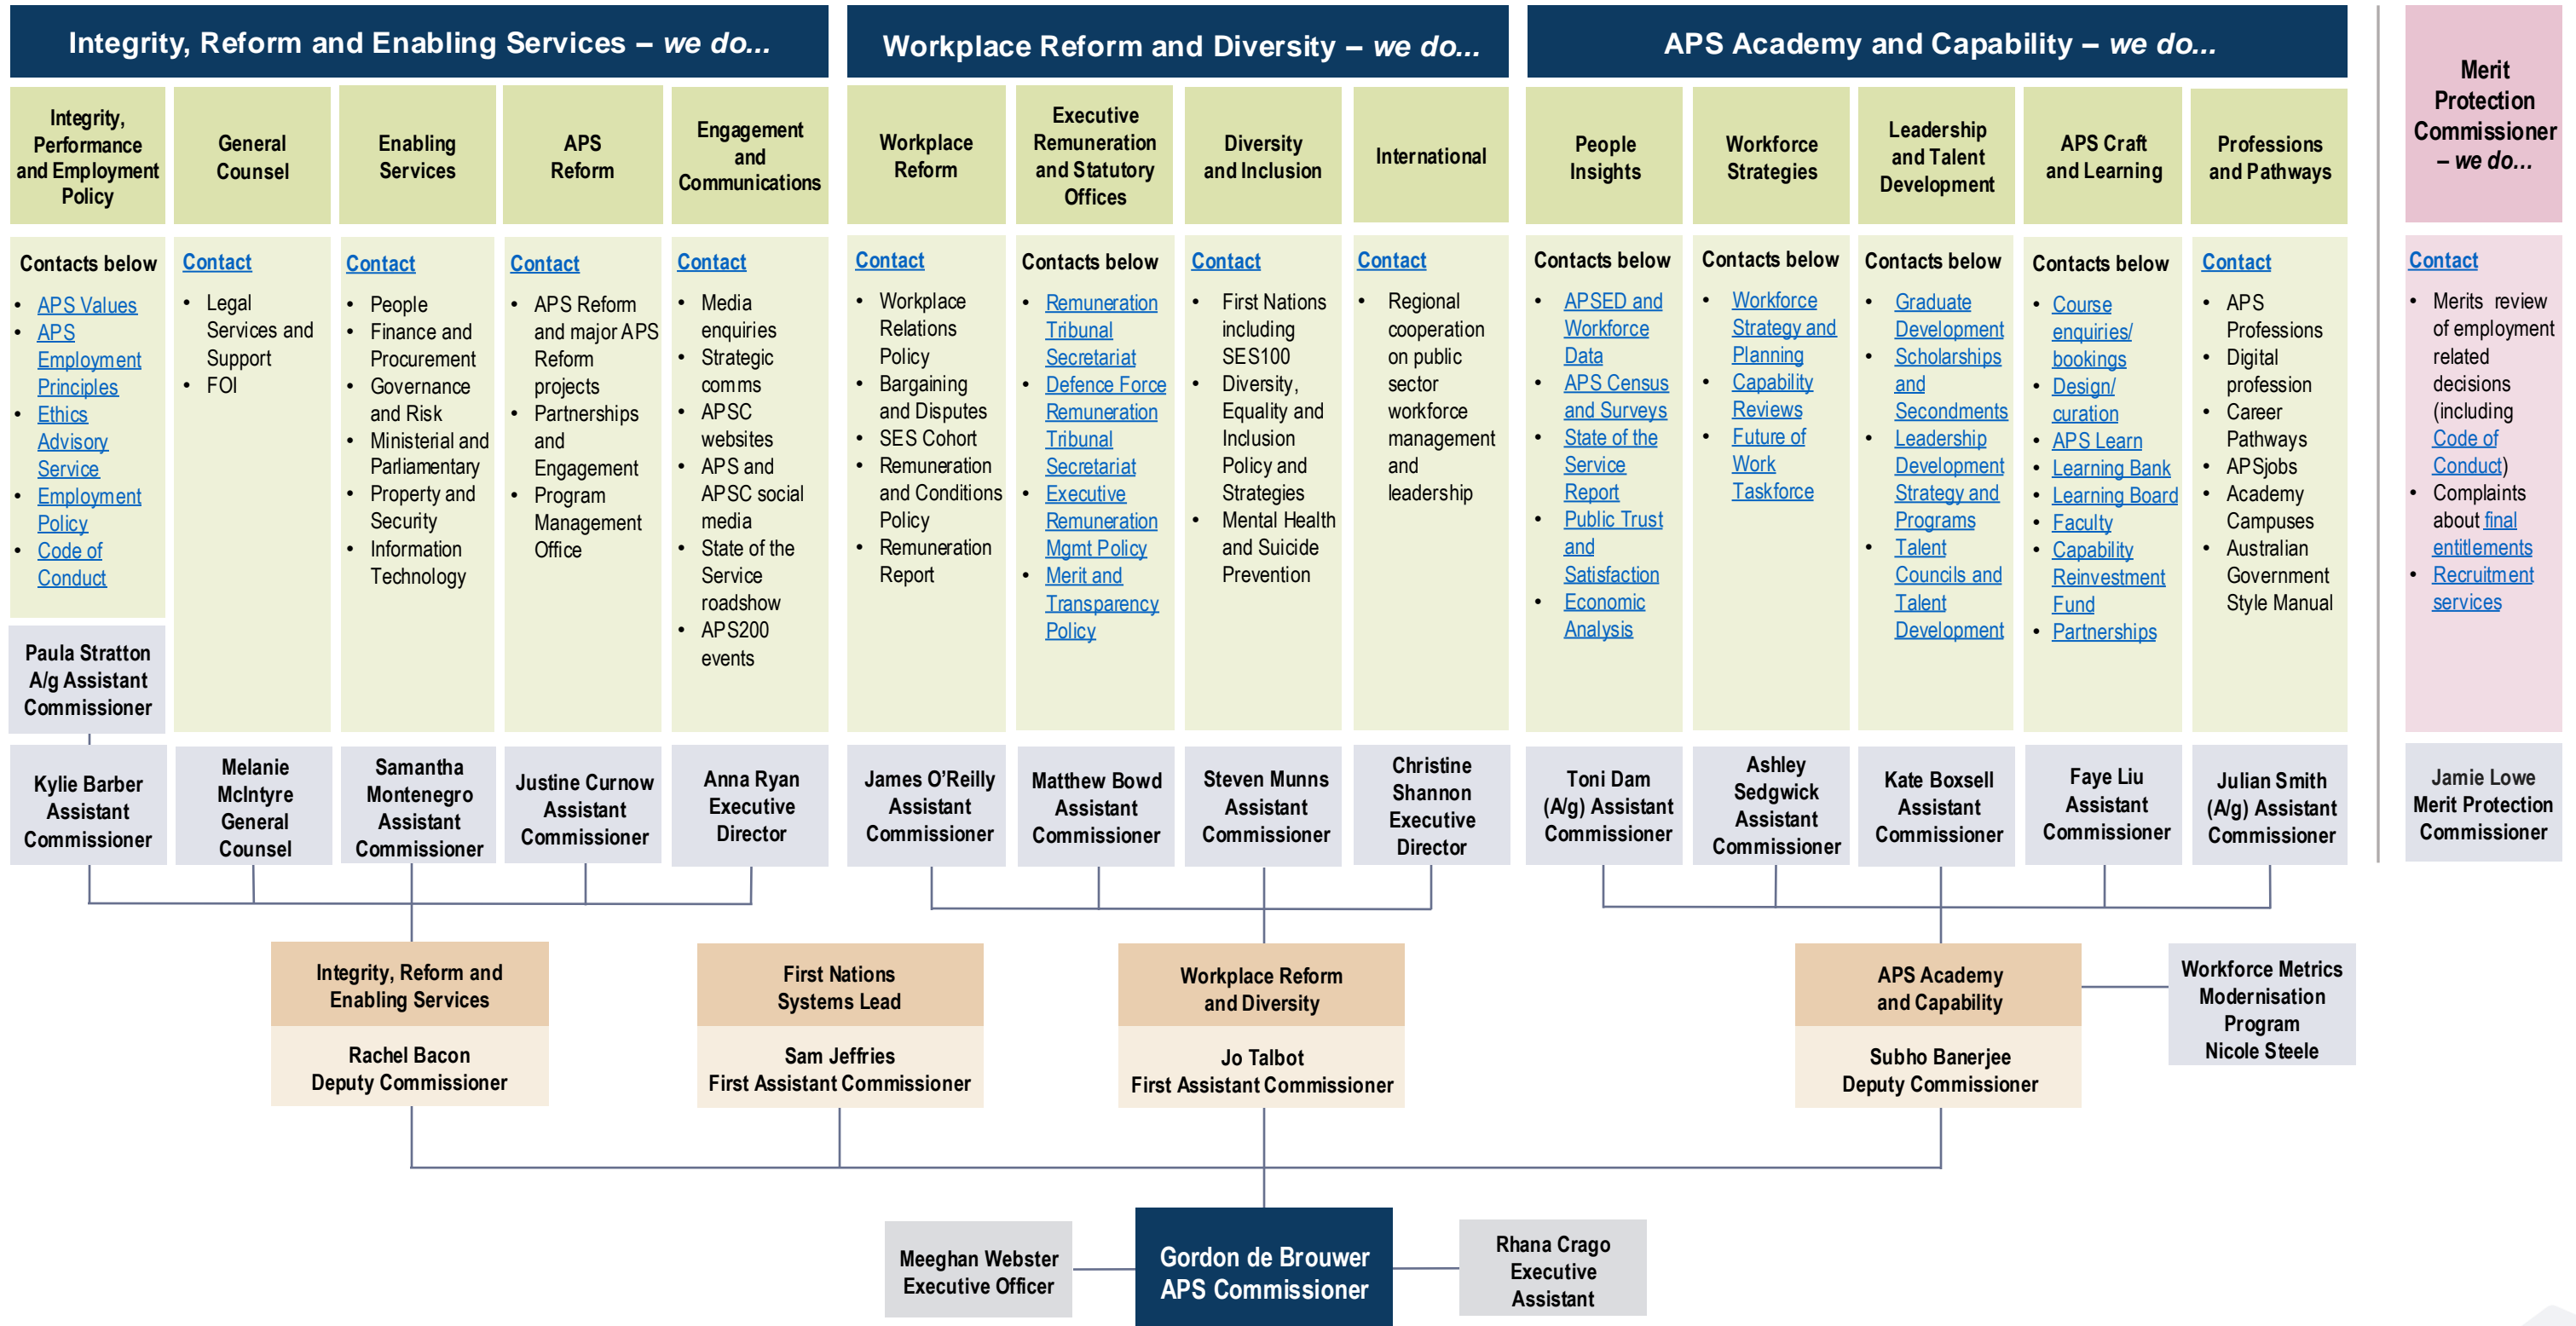 Integrity, Reform and Enabling Services – we do...
Integrity,
Performance
and Employment
Policy
Contacts below
• APS Values
• APS
Employment
Principles
• Ethics
Advisory
Service
• Employment
Policy
• Code of
Conduct
Paula Stratton
A/g Assistant
Commissioner
Kylie Barber
Assistant
Commissioner
General
Counsel
Contact
• Legal
Services and
Support
• FOI
Melanie
McIntyre
General
Counsel
Enabling
Services
Contact
• People
• Finance and
Procurement
• Governance
and Risk
• Ministerial and
Parliamentary
• Property and
Security
• Information
Technology
Samantha
Montenegro
Assistant
Commissioner
APS
Reform
Contact
• APS Reform
and major APS
Reform
projects
• Partnerships
and
Engagement
• Program
Management
Office
Justine Curnow
Assistant
Commissioner
Engagement
and
Communications
Contact
• Media
enquiries
• Strategic
comms
• APSC
websites
• APS and
APSC social
media
• State of the
Service
roadshow
• APS200
events
Anna Ryan
Executive
Director
Workplace Reform and Diversity – we do...
Workplace
Reform
Contact
• Workplace
Relations
Policy
• Bargaining
and Disputes
• SES Cohort
• Remuneration
and Conditions
Policy
• Remuneration
Report
James O’Reilly
Assistant
Commissioner
Executive
Remuneration
and Statutory
Offices
Contacts below
• Remuneration
Tribunal
Secretariat
• Defence Force
Remuneration
Tribunal
Secretariat
• Executive
Remuneration
Mgmt Policy
• Merit and
Transparency
Policy
Matthew Bowd
Assistant
Commissioner
Diversity
and Inclusion
Contact
• First Nations
including
SES100
• Diversity,
Equality and
Inclusion
Policy and
Strategies
• Mental Health
and Suicide
Prevention
Steven Munns
Assistant
Commissioner
International
Contact
• Regional
cooperation
on public
sector
workforce
management
and
leadership
Christine
Shannon
Executive
Director
APS Academy and Capability – we do...
People
Insights
Contacts below
• APSED and
Workforce
Data
• APS Census
and Surveys
• State of the
Service
Report
• Public Trust
and
Satisfaction
• Economic
Analysis
Toni Dam
(A/g) Assistant
Commissioner
Workforce
Strategies
Contacts below
• Workforce
Strategy and
Planning
• Capability
Reviews
• Future of
Work
Taskforce
Ashley
Sedgwick
Assistant
Commissioner
Leadership
and Talent
Development
Contacts below
• Graduate
Development
• Scholarships
and
Secondments
• Leadership
Development
Strategy and
Programs
• Talent
Councils and
Talent
Development
Kate Boxsell
Assistant
Commissioner
APS Craft
and Learning
Contacts below
• Course
enquiries/
bookings
• Design/
curation
• APS Learn
• Learning Bank
• Learning Board
• Faculty
• Capability
Reinvestment
Fund
• Partnerships
Faye Liu
Assistant
Commissioner
Professions
and Pathways
Contact
• APS
Professions
• Digital
profession
• Career
Pathways
• APSjobs
• Academy
Campuses
• Australian
Government
Style Manual
Julian Smith
(A/g) Assistant
Commissioner
Merit
Protection
Commissioner
– we do...
Contact
• Merits review
of employment
related
decisions
(including
Code of
Conduct)
• Complaints
about final
entitlements
• Recruitment
services
Jamie Lowe
Merit Protection
Commissioner
Integrity, Reform and
Enabling Services
Rachel Bacon
Deputy Commissioner
First Nations
Systems Lead
Sam Jeffries
First Assistant Commissioner
Workplace Reform
and Diversity
Jo Talbot
First Assistant Commissioner
APS Academy
and Capability
Subho Banerjee
Deputy Commissioner
Workforce Metrics
Modernisation
Program
Nicole Steele
Meeghan Webster
Executive Officer
Gordon de Brouwer
APS Commissioner
Rhana Crago
Executive
Assistant